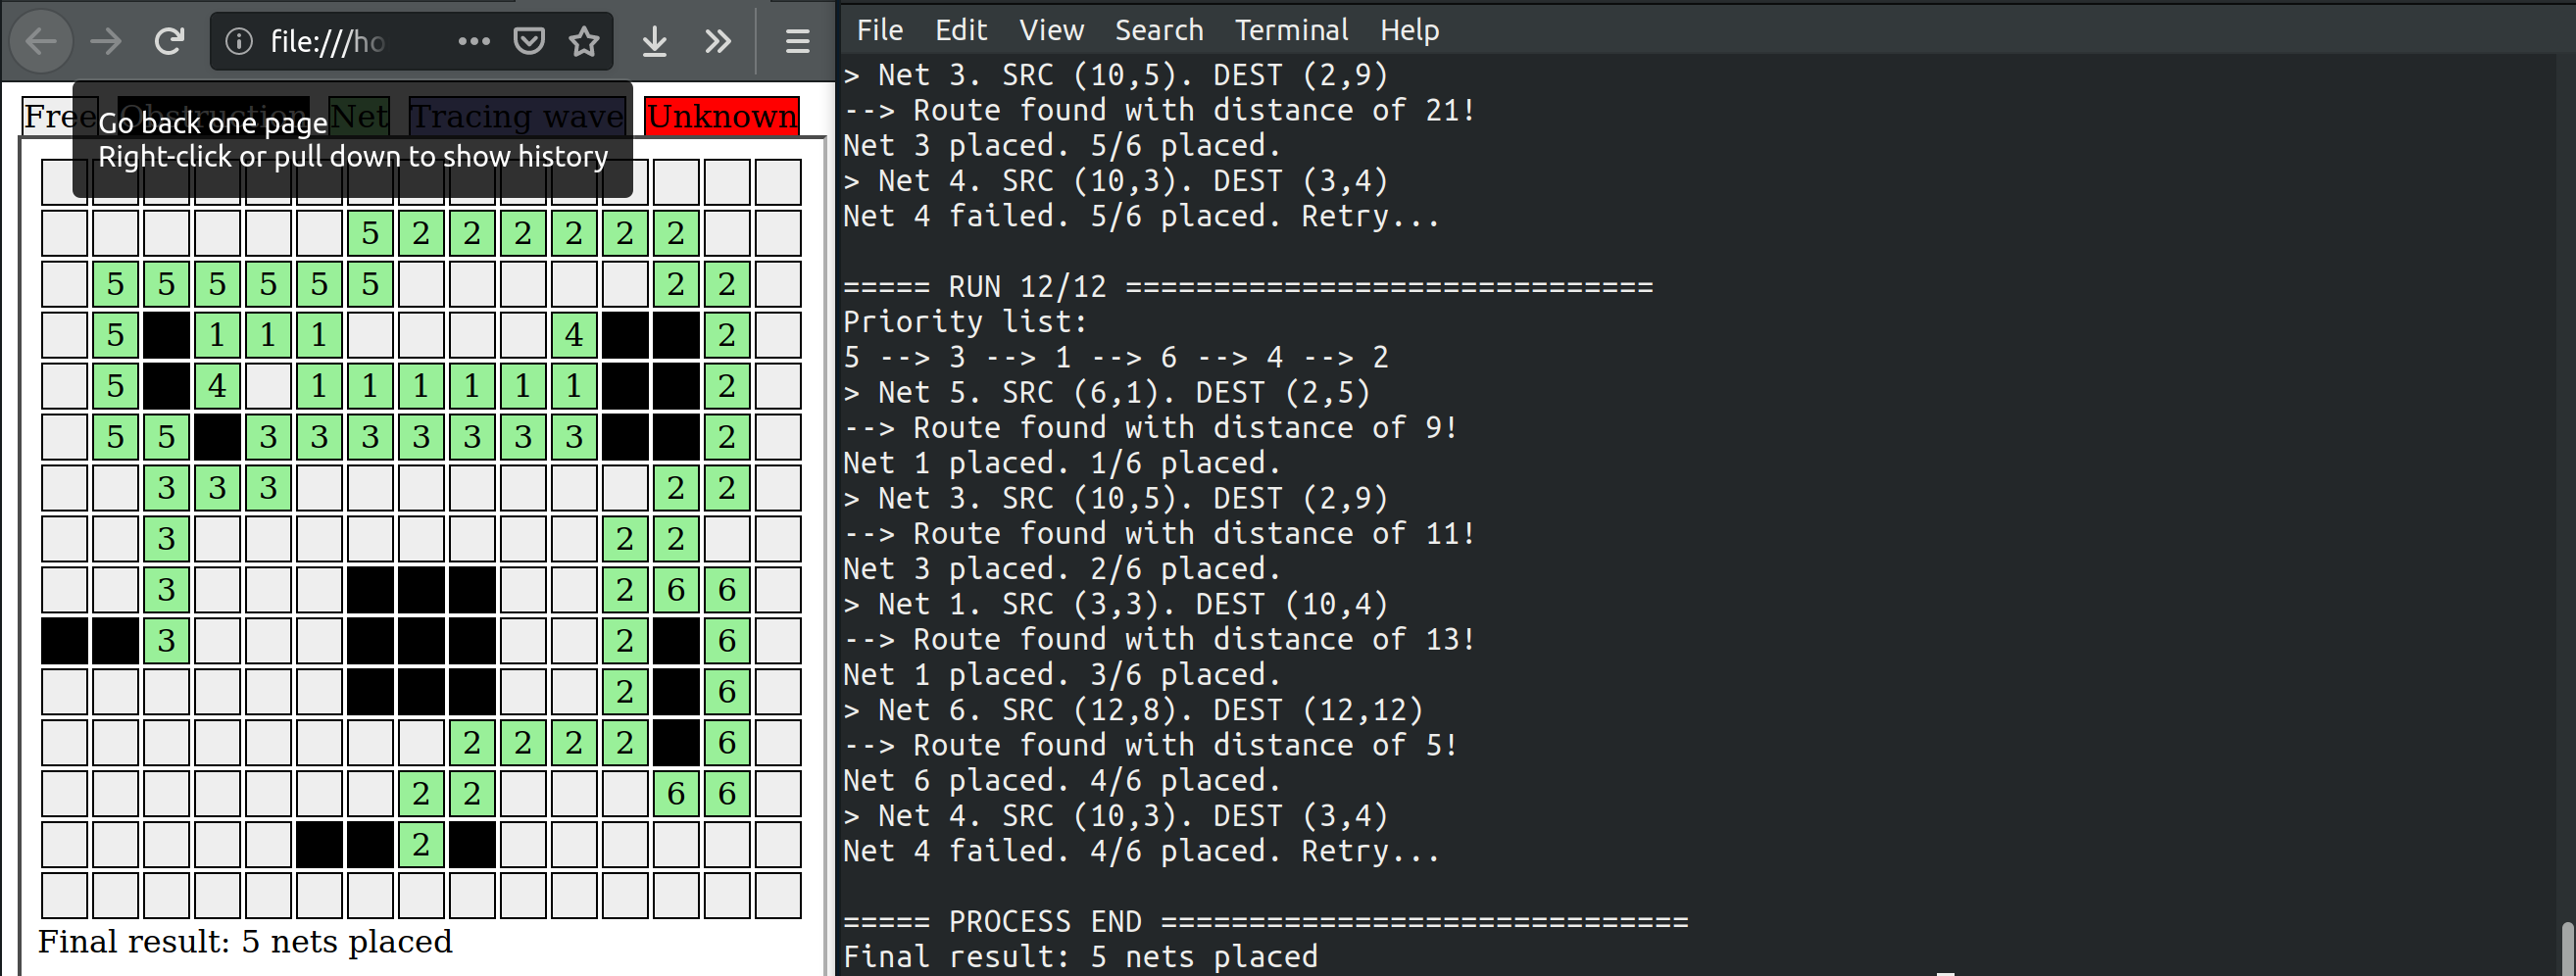 file:///ho
Free Obstruction Net Tracing wave Unknown
Go back one page
Right-click or pull down to show history
5 2 2 2 2 2 2
5 5 5 5 5 5 2 2
5 1 1 1 4 2
5 4 1 1 1 1 1 1 2
5 5 3 3 3 3 3 3 3 2
3 3 3 2 2
3 2 2
3 2 6 6
3 2 6
2 6
2 2 2 2 6
2 2 6 6
2
Final result: 5 nets placed
File Edit View Search Terminal Help
> Net 3. SRC (10,5). DEST (2,9)
--> Route found with distance of 21!
Net 3 placed. 5/6 placed.
> Net 4. SRC (10,3). DEST (3,4)
Net 4 failed. 5/6 placed. Retry...
===== RUN 12/12 ==============================
Priority list:
5 --> 3 --> 1 --> 6 --> 4 --> 2
> Net 5. SRC (6,1). DEST (2,5)
--> Route found with distance of 9!
Net 1 placed. 1/6 placed.
> Net 3. SRC (10,5). DEST (2,9)
--> Route found with distance of 11!
Net 3 placed. 2/6 placed.
> Net 1. SRC (3,3). DEST (10,4)
--> Route found with distance of 13!
Net 1 placed. 3/6 placed.
> Net 6. SRC (12,8). DEST (12,12)
--> Route found with distance of 5!
Net 6 placed. 4/6 placed.
> Net 4. SRC (10,3). DEST (3,4)
Net 4 failed. 4/6 placed. Retry...
===== PROCESS END ==============================
Final result: 5 nets placed